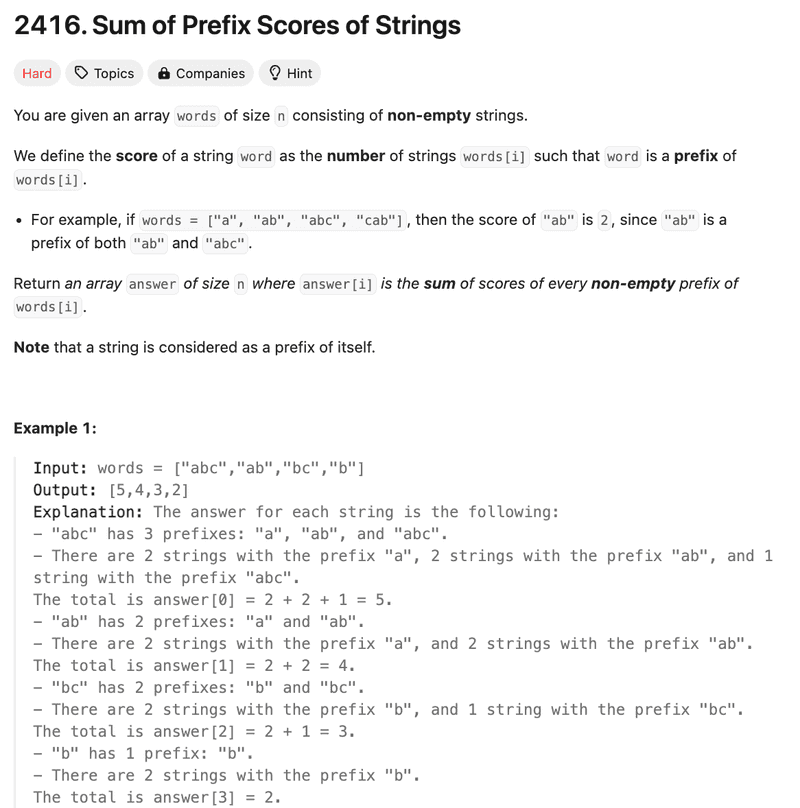 2416. Sum of Prefix Scores of Strings
Hard Topics Companies Hint
You are given an array words of size n consisting of non-empty strings.
We define the score of a string word as the number of strings words[i] such that word is a prefix of
words[i].
• For example, if words = ["a", "ab", "abc", "cab"], then the score of "ab" is 2, since "ab" is a
prefix of both "ab" and "abc".
Return an array answer of size n where answer[i] is the sum of scores of every non-empty prefix of
words[i].
Note that a string is considered as a prefix of itself.
Example 1:
Input: words = ["abc","ab","bc","b"]
Output: [5,4,3,2]
Explanation: The answer for each string is the following:
- "abc" has 3 prefixes: "a", "ab", and "abc".
- There are 2 strings with the prefix "a", 2 strings with the prefix "ab", and 1
string with the prefix "abc".
The total is answer[0] = 2 + 2 + 1 = 5.
- "ab" has 2 prefixes: "a" and "ab".
- There are 2 strings with the prefix "a", and 2 strings with the prefix "ab".
The total is answer[1] = 2 + 2 = 4.
- "bc" has 2 prefixes: "b" and "bc".
- There are 2 strings with the prefix "b", and 1 string with the prefix "bc".
The total is answer[2] = 2 + 1 = 3.
- "b" has 1 prefix: "b".
- There are 2 strings with the prefix "b".
The total is answer[3] = 2.